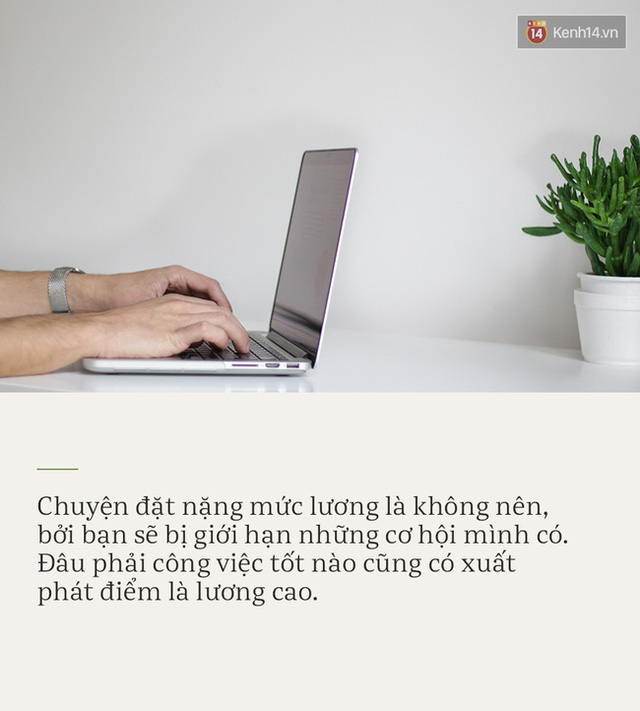 14 Kenh14.vn
Chuyện đặt nặng mức lương là không nên,
bởi bạn sẽ bị giới hạn những cơ hội mình có.
Đâu phải công việc tốt nào cũng có xuất
phát điểm là lương cao.